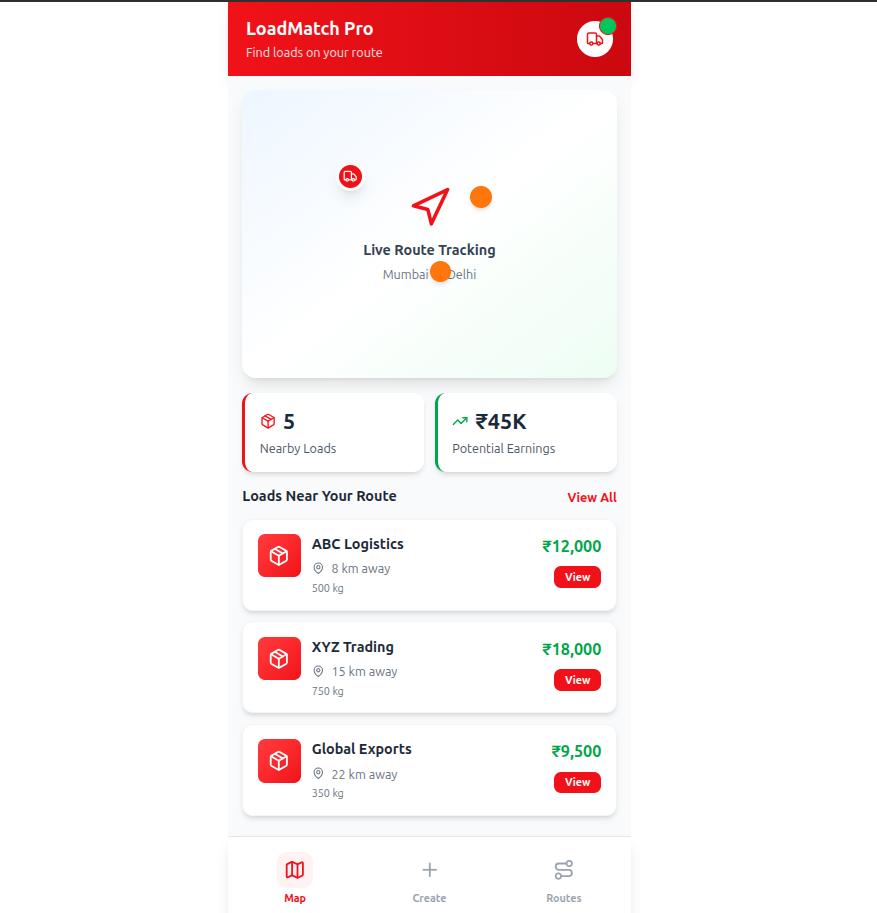 LoadMatch Pro
Find loads on your route
Live Route Tracking
Mumbai Delhi
5
Nearby Loads
₹45K
Potential Earnings
Loads Near Your Route
View All
ABC Logistics
8 km away
500 kg
₹12,000
View
XYZ Trading
15 km away
750 kg
₹18,000
View
Global Exports
22 km away
350 kg
₹9,500
View
Map
Create
Routes